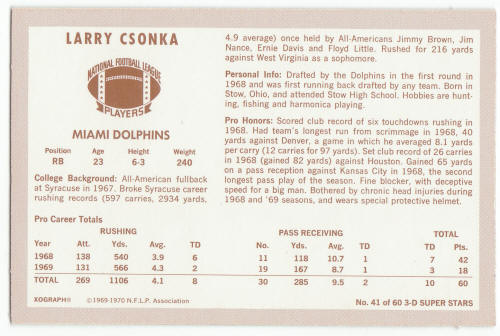 LARRY CSONKA
NATIONAL FOOTBALL LEAGUE
PLAYERS
MIAMI DOLPHINS
Position Age Height Weight
RB 23 6-3 240
College Background: All-American fullback
at Syracuse in 1967. Broke Syracuse career
rushing records (597 carries, 2934 yards,
4.9 average) once held by All-Americans Jimmy Brown, Jim
Nance, Ernie Davis and Floyd Little. Rushed for 216 yards
against West Virginia as a sophomore.
Personal Info: Drafted by the Dolphins in the first round in
1968 and was first running back drafted by any team. Born in
Stow, Ohio, and attended Stow High School. Hobbies are hunt-
ing, fishing and harmonica playing.
Pro Honors: Scored club record of six touchdowns rushing in
1968. Had team's longest run from scrimmage in 1968, 40
yards against Denver, a game in which he averaged 8.1 yards
per carry (12 carries for 97 yards). Set club record of 26 carries
in 1968 (gained 82 yards) against Houston. Gained 65 yards
on a pass reception against Kansas City in 1968, the second
longest pass play of the season. Fine blocker, with deceptive
speed for a big man. Bothered by chronic head injuries during
1968 and '69 seasons, and wears special protective helmet.
Pro Career Totals
RUSHING PASS RECEIVING TOTAL
Year Att. Yds. Avg. TD No. Yds. Avg. TD TD Pts.
1968 138 540 3.9 6 11 118 10.7 1 7 42
1969 131 566 4.3 2 19 167 8.7 1 3 18
TOTAL 269 1106 4.1 8 30 285 9.5 2 10 60
XOGRAPH® ©1969-1970 N.F.L.P. Association No. 41 of 60 3-D SUPER STARS